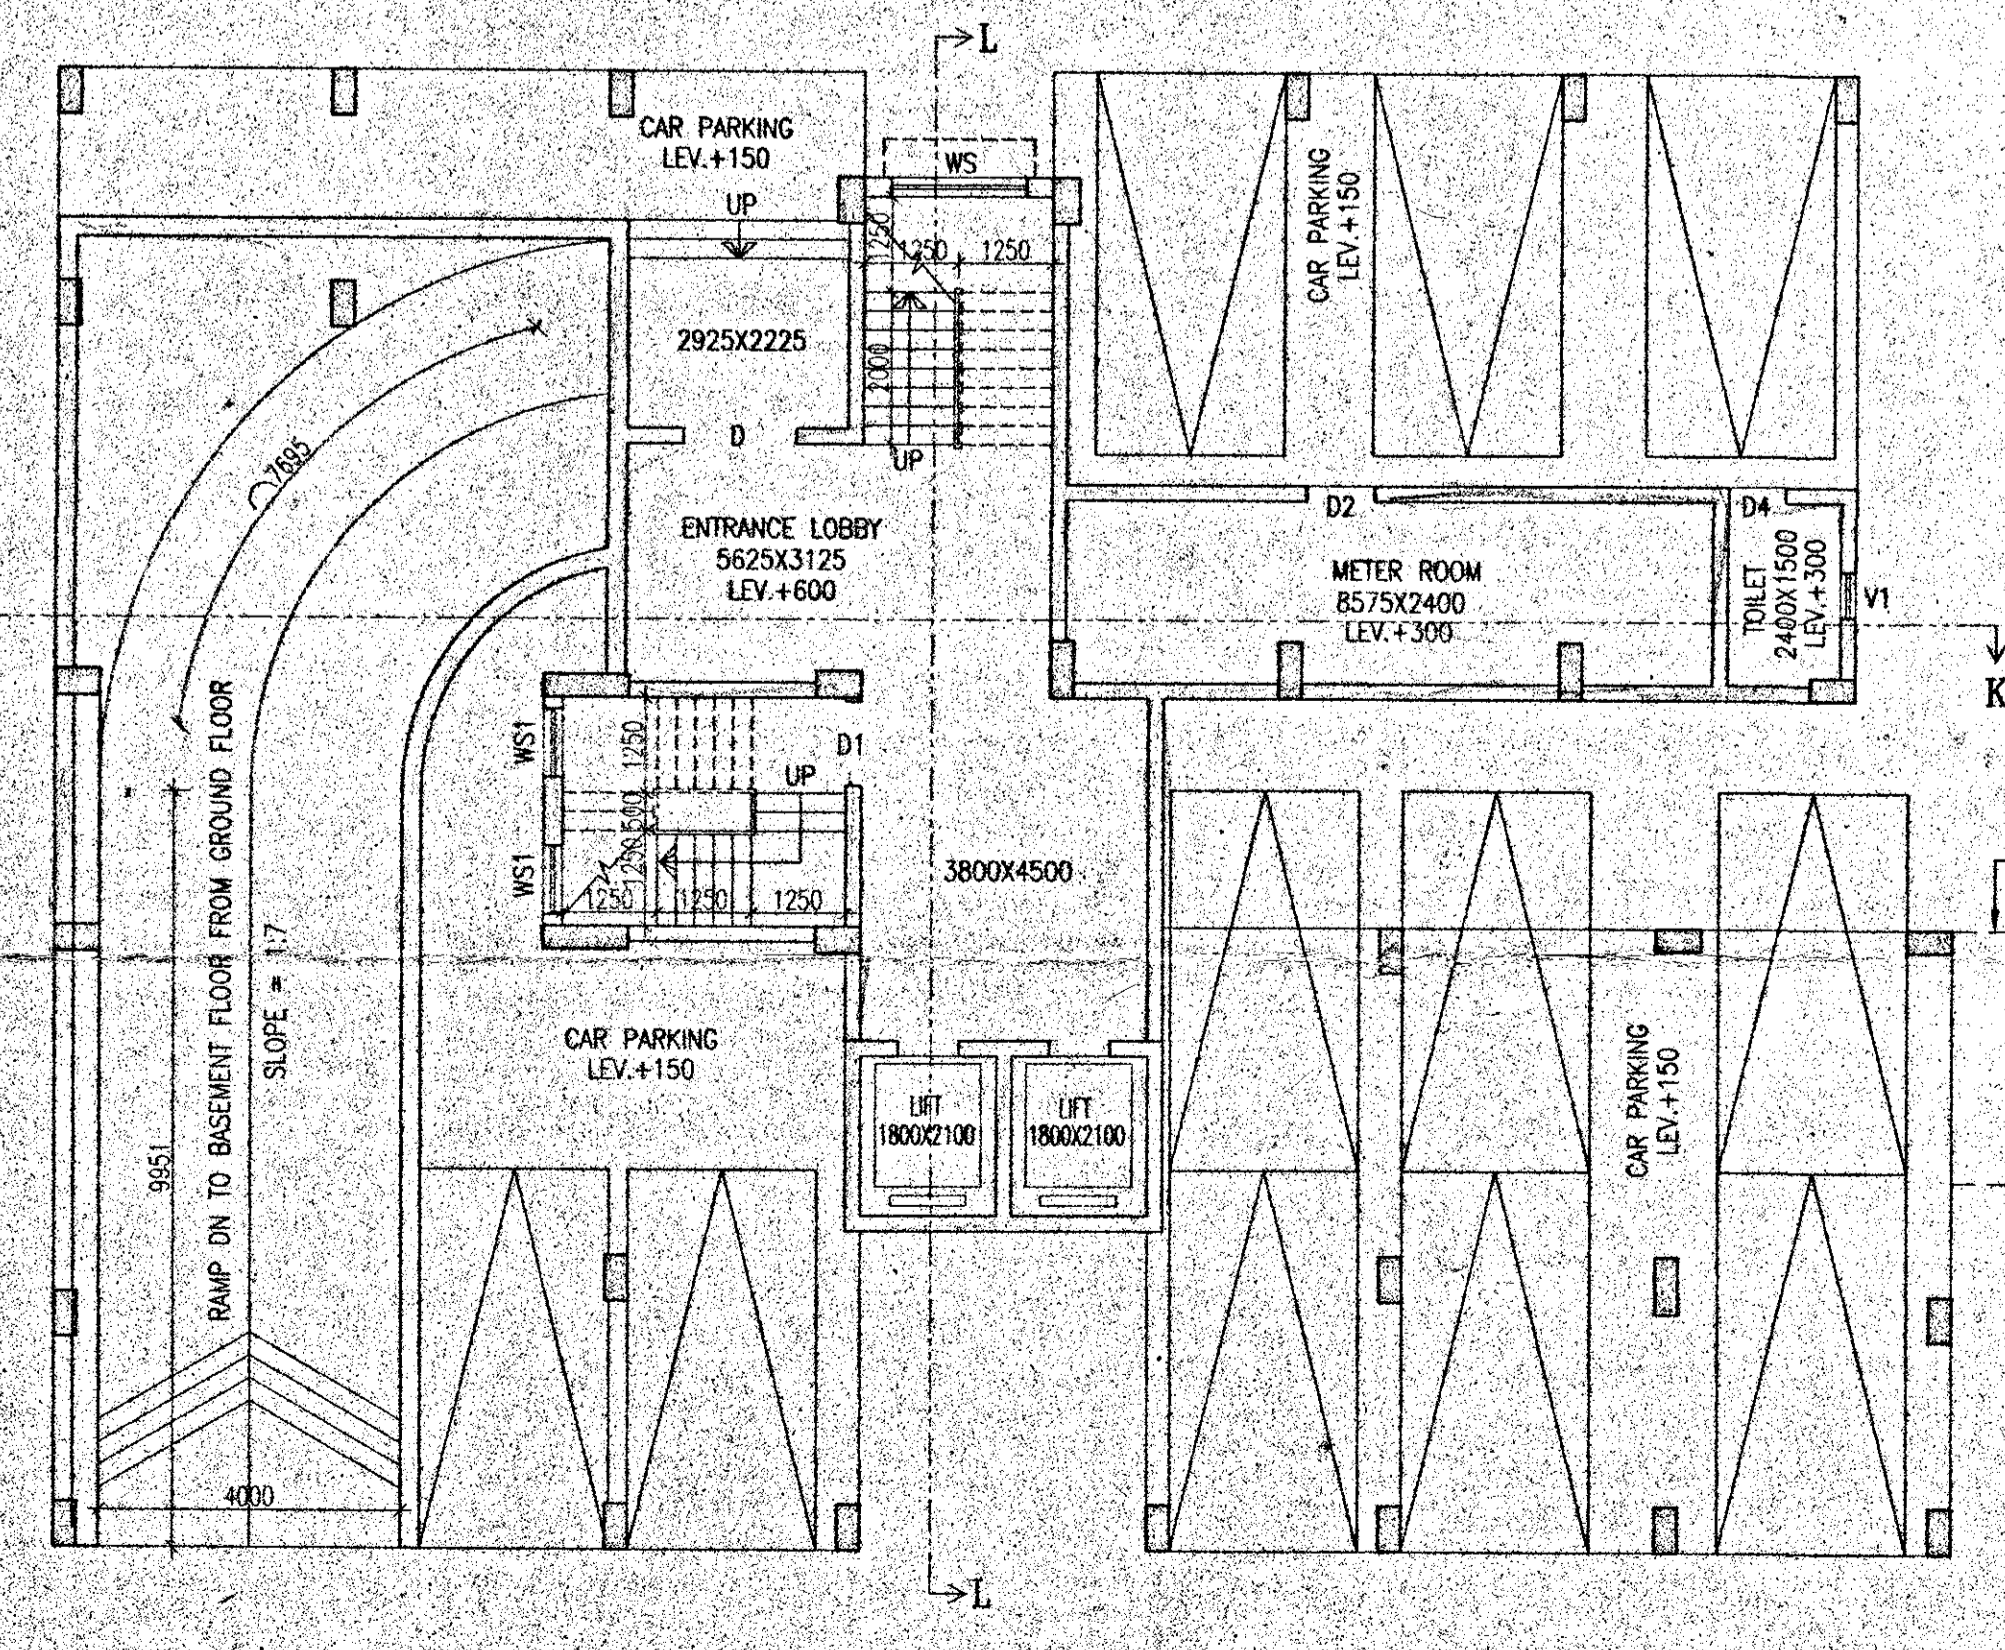 L
CAR PARKING
LEV.+150
WS
UP
CAR PARKING
LEV.+150
1250
1250
1250
2925X2225
2000
D
UP
7695
ENTRANCE LOBBY
5625X3125
LEV.+600
D2
D4
METER ROOM
8575X2400
LEV.+300
TOILET
2400X1500
LEV.+300
V1
K
WS1
1250
D1
UP
500
1250
WS1
1250
1250
1250
3800X4500
RAMP DN TO BASEMENT FLOOR FROM GROUND FLOOR
SLOPE = 1:7
9951
CAR PARKING
LEV.+150
LIFT
1800X2100
LIFT
1800X2100
CAR PARKING
LEV.+150
4000
L